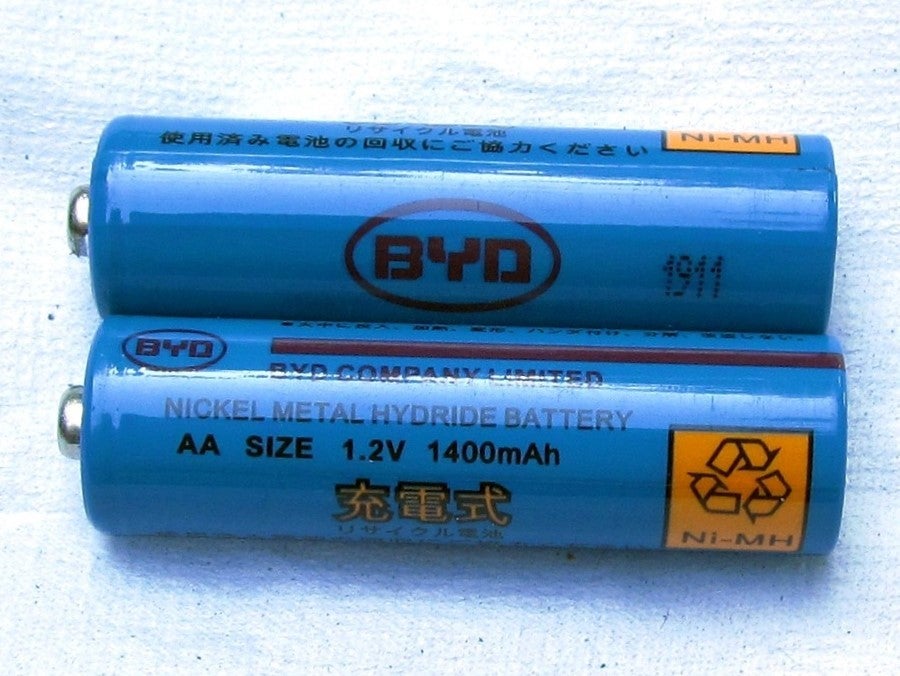 リサイクル電池
Ni-MH
使用済み電池の回収にご協力ください
BYD
1911
BYD
BYD COMPANY LIMITED
NICKEL METAL HYDRIDE BATTERY
AA SIZE 1.2V 1400mAh
充電式
リサイクル電池
Ni-MH